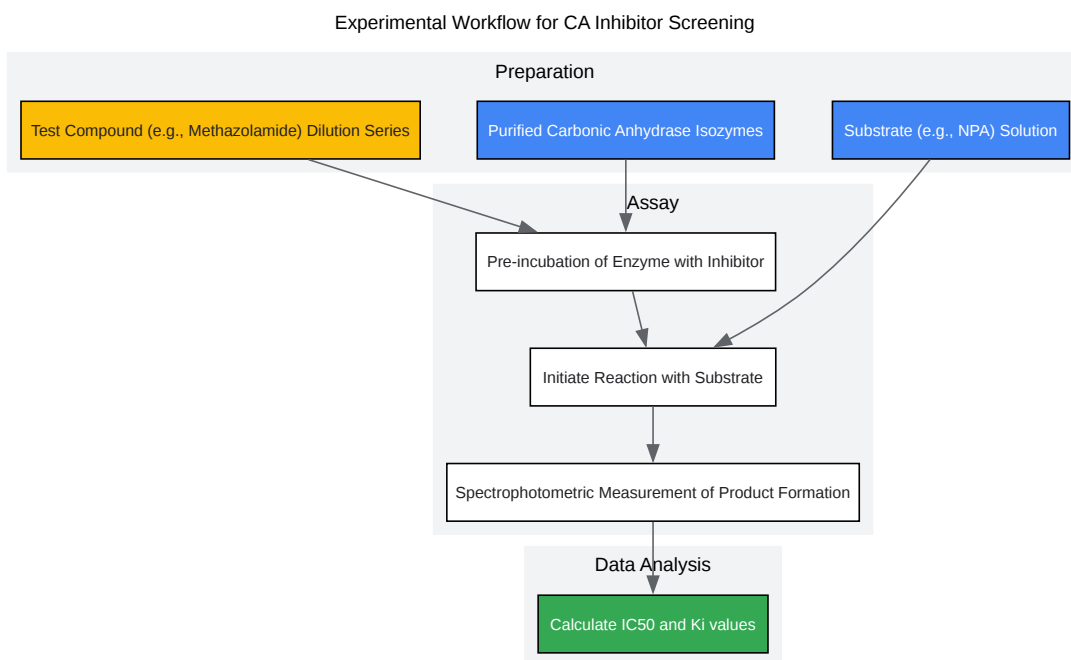 Experimental Workflow for CA Inhibitor Screening
Preparation
Test Compound (e.g., Methazolamide) Dilution Series
Purified Carbonic Anhydrase Isozymes
Substrate (e.g., NPA) Solution
Assay
Pre-incubation of Enzyme with Inhibitor
Initiate Reaction with Substrate
Spectrophotometric Measurement of Product Formation
Data Analysis
Calculate IC50 and Ki values